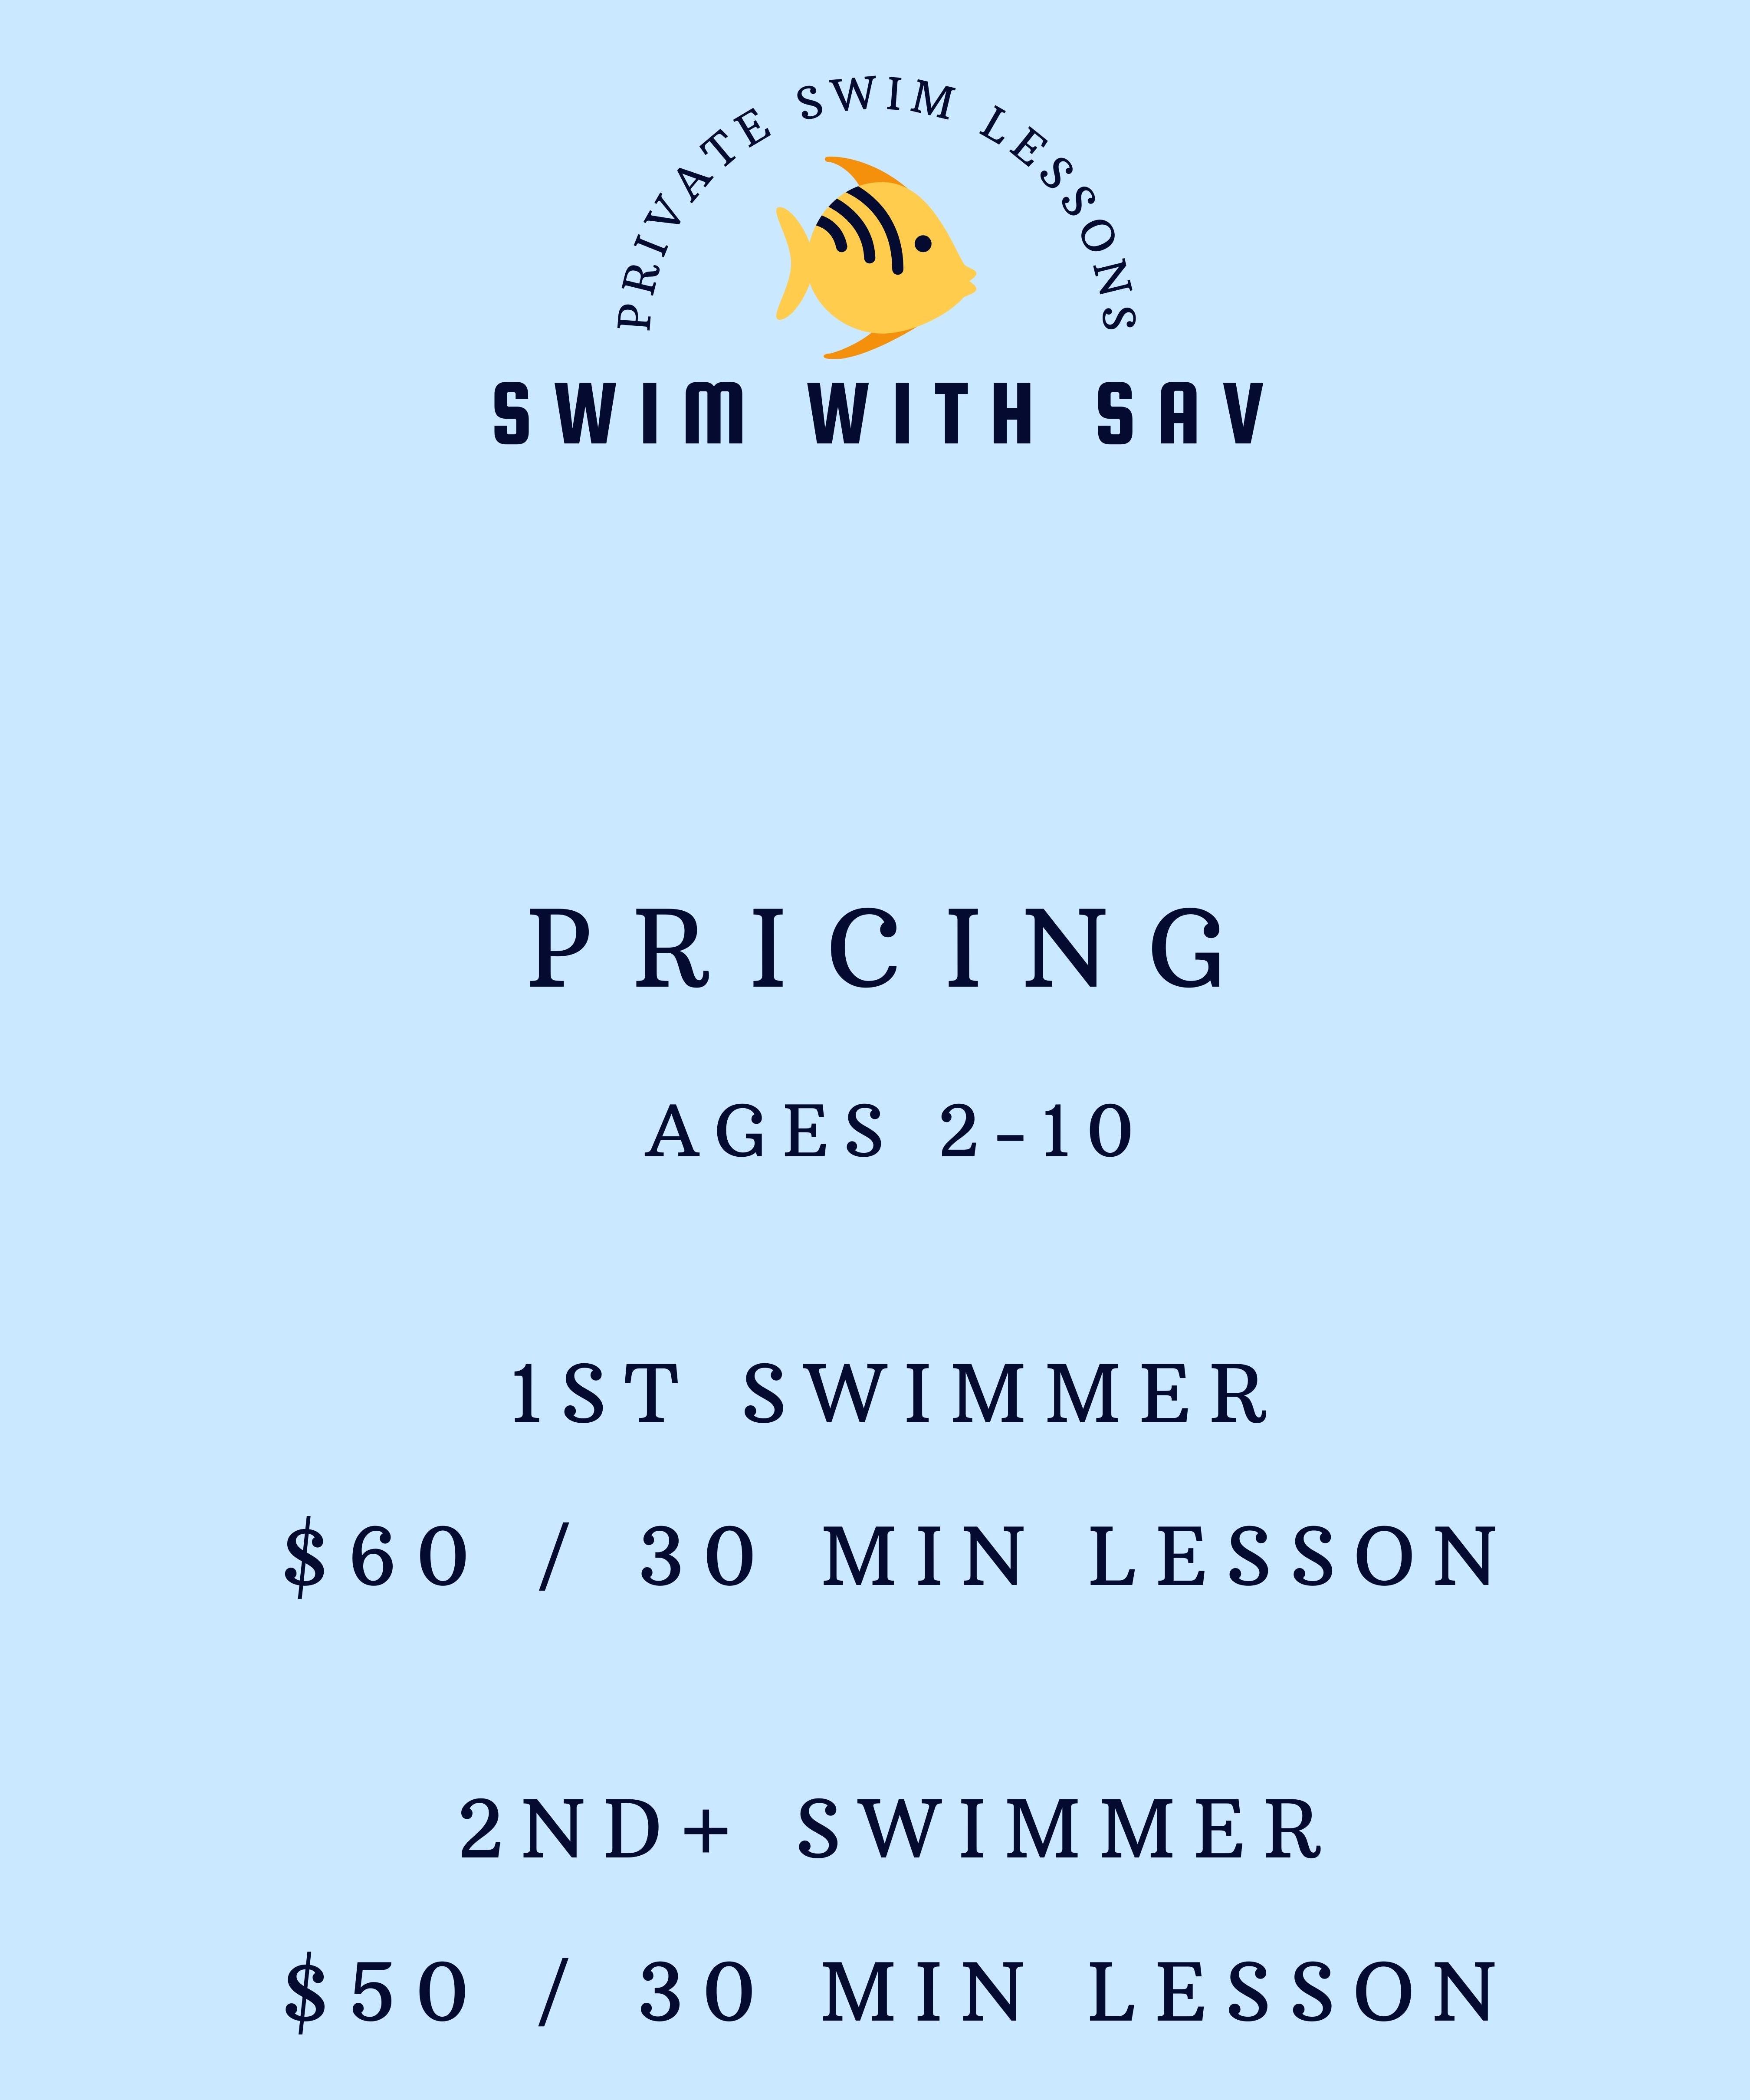 PRIVATE SWIM LESSONS
SWIM WITH SAV
PRICING
AGES 2-10
1ST SWIMMER
$60 / 30 MIN LESSON
2ND+ SWIMMER
$50 / 30 MIN LESSON